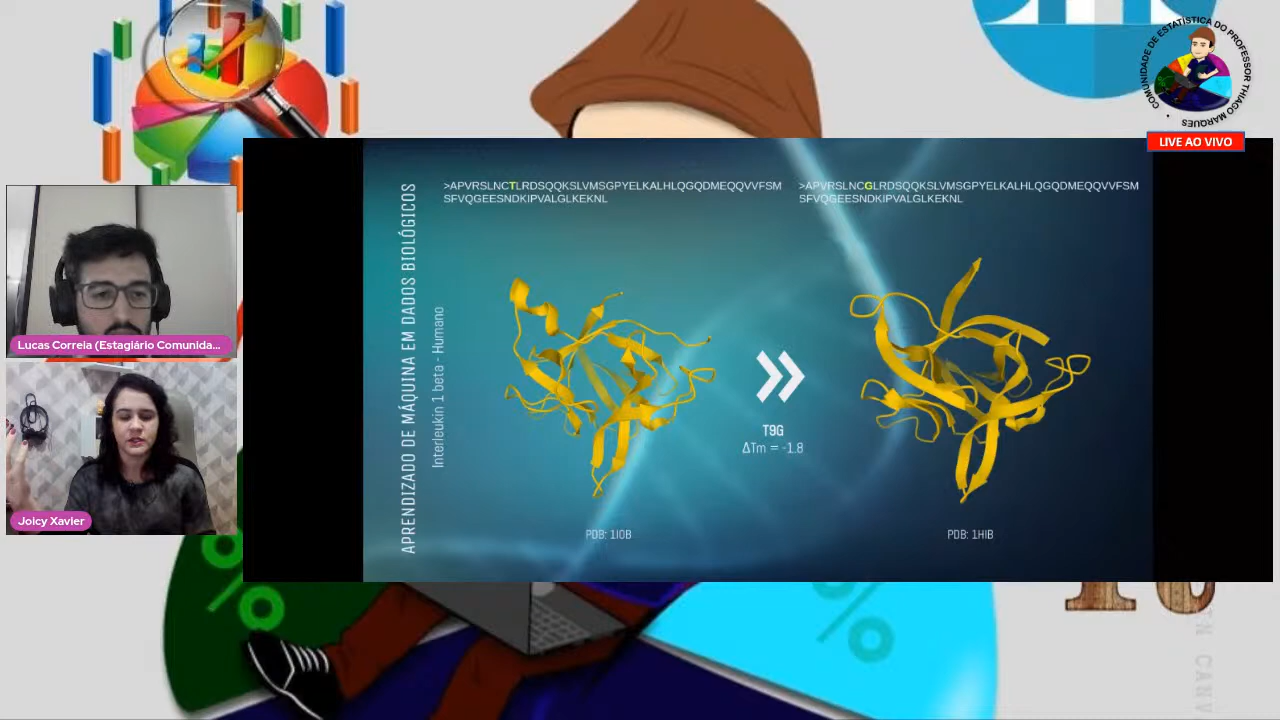 COMUNIDADE DE ESTATÍSTICA DO PROFESSOR THIAGO MARQUES
LIVE AO VIVO
Lucas Correia (Estagiário Comunida...
Joicy Xavier
APRENDIZADO DE MÁQUINA EM DADOS BIOLÓGICOS
Interleukin 1 beta - Humano
>APVRSLNCTLRDSQQKSLVMSGPYELKALHLQGQDMEQQVVFSM
SFVQGEESNDKIPVALGLKEKNL
>APVRSLNCGLRDSQQKSLVMSGPYELKALHLQGQDMEQQVVFSM
SFVQGEESNDKIPVALGLKEKNL
T9G
ΔTm = -1.8
PDB: 1I0B
PDB: 1HIB
%
%